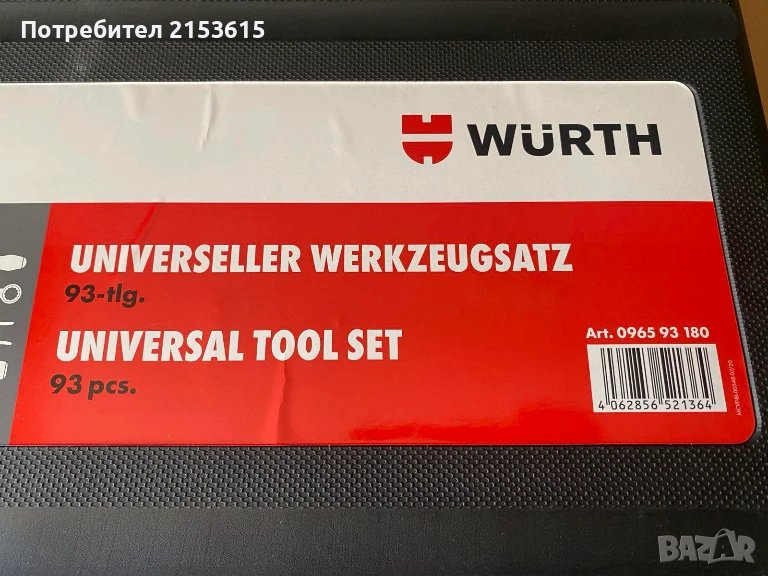 Потребител 2153615
WÜRTH
UNIVERSELLER WERKZEUGSATZ
93-tlg.
UNIVERSAL TOOL SET
93 pcs.
Art. 0965 93 180
4 062856 521364
BAZAR